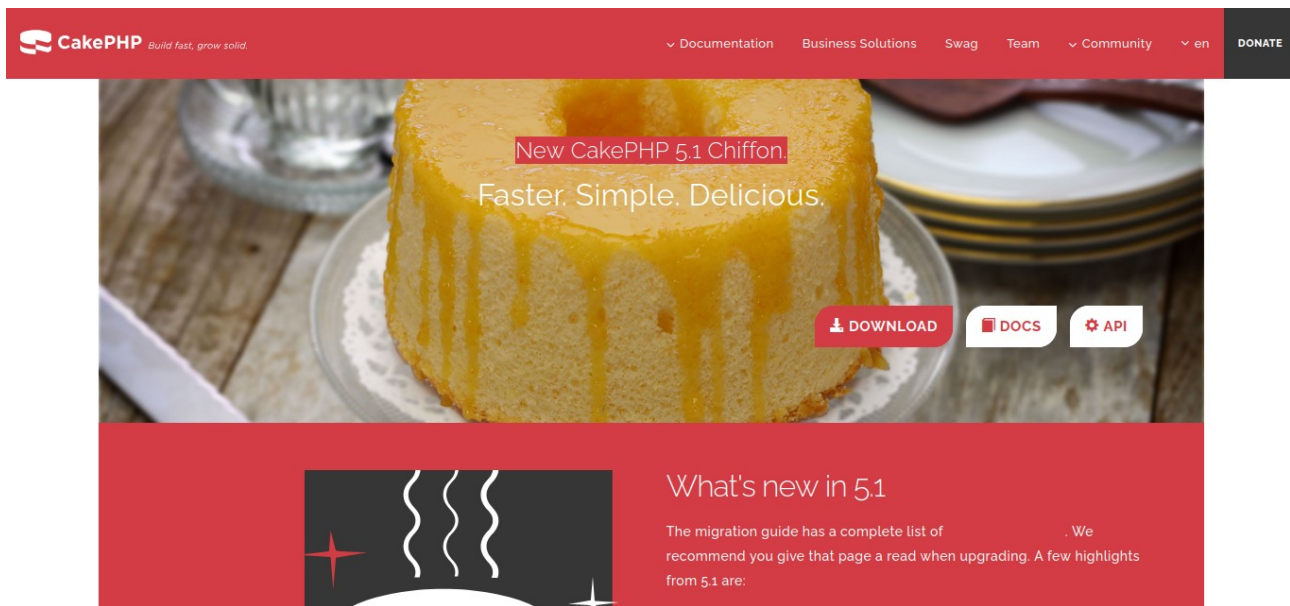 CakePHP Build fast, grow solid.
Documentation Business Solutions Swag Team Community en DONATE
New CakePHP 5.1 Chiffon.
Faster. Simple. Delicious.
DOWNLOAD DOCS API
What's new in 5.1
The migration guide has a complete list of . We
recommend you give that page a read when upgrading. A few highlights
from 5.1 are: